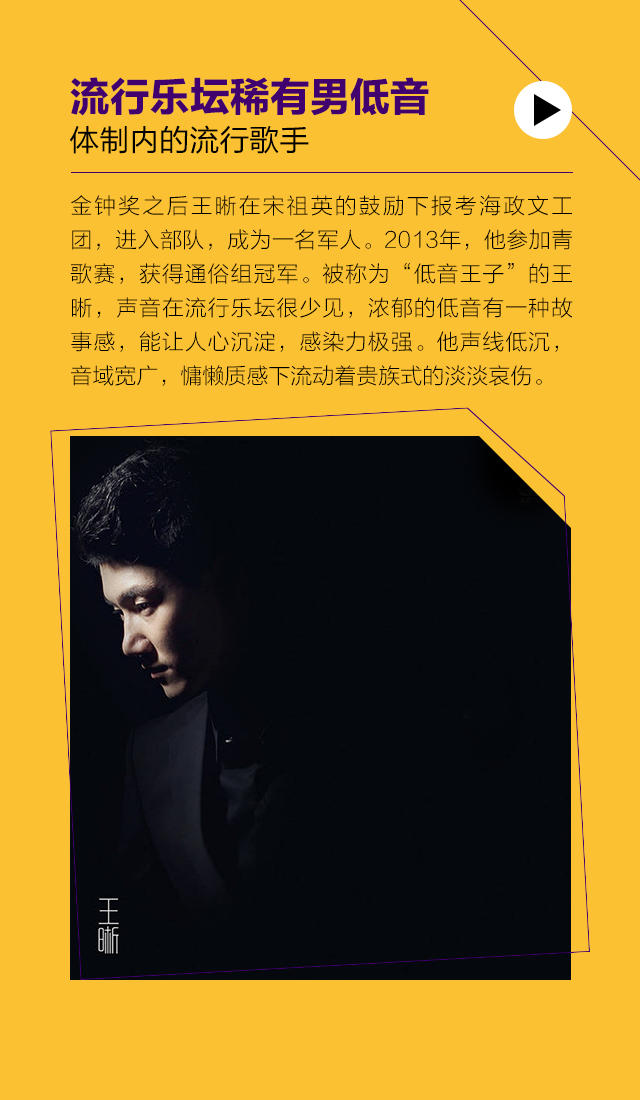 流行乐坛稀有男低音
体制内的流行歌手
金钟奖之后王晰在宋祖英的鼓励下报考海政文工
团，进入部队，成为一名军人。2013年，他参加青
歌赛，获得通俗组冠军。被称为“低音王子”的王
晰，声音在流行乐坛很少见，浓郁的低音有一种故
事感，能让人心沉淀，感染力极强。他声线低沉，
音域宽广，慵懒质感下流动着贵族式的淡淡哀伤。
王
晰